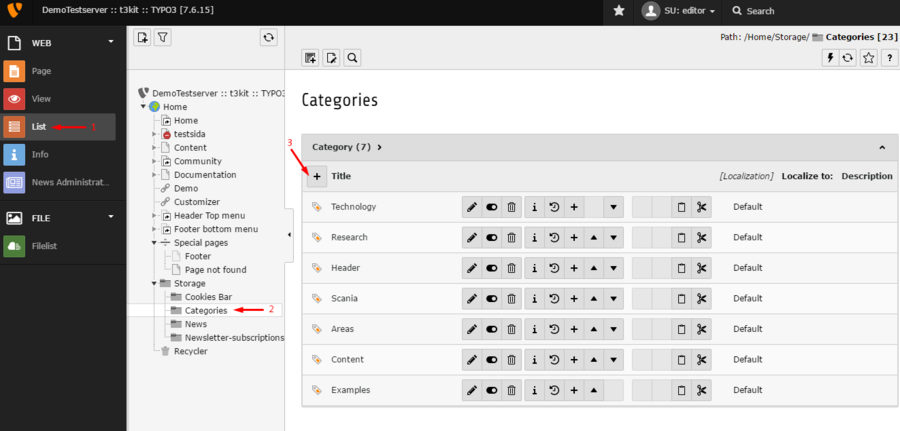 DemoTestserver :: t3kit :: TYPO3 [7.6.15]
SU: editor
Search
WEB
Page
View
List
1
Info
News Administrat..
FILE
Filelist
DemoTestserver :: t3kit :: TYPO3
Home
Home
testsida
Content
Community
Documentation
Demo
Customizer
Header Top menu
Footer bottom menu
Special pages
Footer
Page not found
Storage
Cookies Bar
Categories
2
News
Newsletter-subscriptions
Recycler
Path: /Home/Storage/ Categories [23]
Categories
Category (7)
3
Title [Localization] Localize to: Description
Technology Default
Research Default
Header Default
Scania Default
Areas Default
Content Default
Examples Default